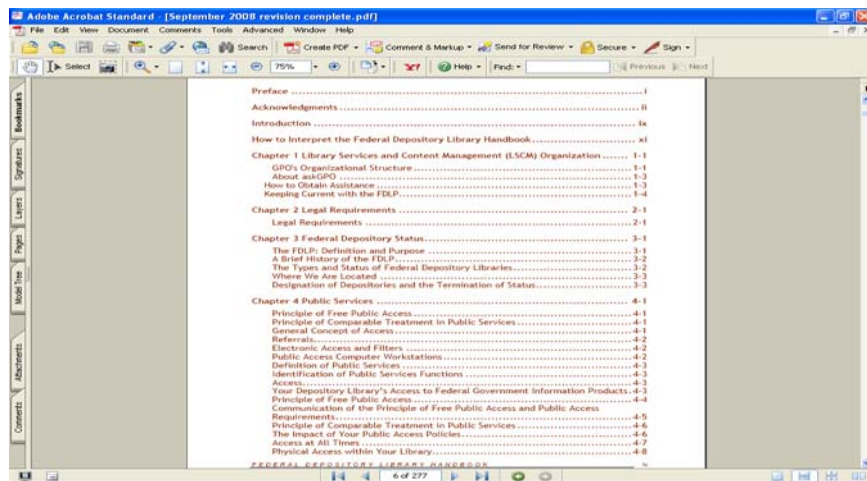 Adobe Acrobat Standard - [September 2008 revision complete.pdf]
File Edit View Document Comments Tools Advanced Window Help
Search Create PDF Comment & Markup Send for Review Secure Sign
Select 75% Y! Help Find: Previous Next
Bookmarks
Signatures
Layers
Pages
Model Tree
Attachments
Comments
Preface ............ i
Acknowledgments ............ ii
Introduction ............ ix
How to Interpret the Federal Depository Library Handbook ............ xi
Chapter 1 Library Services and Content Management (LSCM) Organization ....... 1-1
GPO's Organizational Structure ............ 1-1
About askGPO ............ 1-3
How to Obtain Assistance ............ 1-3
Keeping Current with the FDLP ............ 1-4
Chapter 2 Legal Requirements ............ 2-1
Legal Requirements ............ 2-1
Chapter 3 Federal Depository Status ............ 3-1
The FDLP: Definition and Purpose ............ 3-1
A Brief History of the FDLP ............ 3-2
The Types and Status of Federal Depository Libraries ............ 3-2
Where We Are Located ............ 3-3
Designation of Depositories and the Termination of Status ............ 3-3
Chapter 4 Public Services ............ 4-1
Principle of Free Public Access ............ 4-1
Principle of Comparable Treatment in Public Services ............ 4-1
General Concept of Access ............ 4-1
Referrals ............ 4-2
Electronic Access and Filters ............ 4-2
Public Access Computer Workstations ............ 4-2
Definition of Public Services ............ 4-3
Identification of Public Services Functions ............ 4-3
Access ............ 4-3
Your Depository Library's Access to Federal Government Information Products . 4-3
Principle of Free Public Access ............ 4-4
Communication of the Principle of Free Public Access and Public Access
Requirements ............ 4-5
Principle of Comparable Treatment in Public Services ............ 4-6
The Impact of Your Public Access Policies ............ 4-6
Access at All Times ............ 4-7
Physical Access within Your Library ............ 4-8
FEDERAL DEPOSITORY LIBRARY HANDBOOK
6 of 277